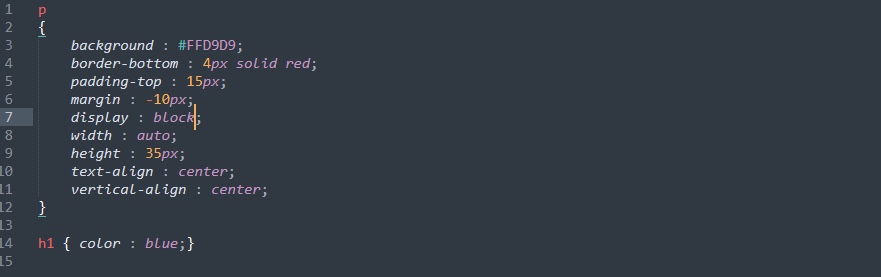 1 p
2 {
3 background : #FFD9D9;
4 border-bottom : 4px solid red;
5 padding-top : 15px;
6 margin : -10px;
7 display : block;
8 width : auto;
9 height : 35px;
10 text-align : center;
11 vertical-align : center;
12 }
13
14 h1 { color : blue;}
15